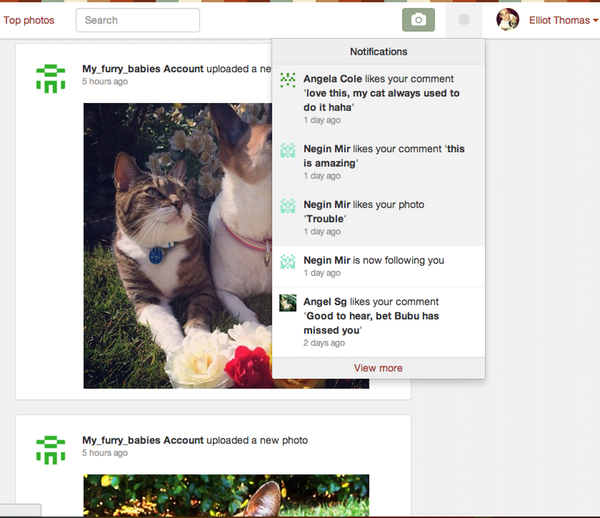 Top photos
Search
Elliot Thomas
Notifications
My_furry_babies Account uploaded a ne
5 hours ago
Angela Cole likes your comment
'love this, my cat always used to
do it haha'
1 day ago
Negin Mir likes your comment 'this
is amazing'
1 day ago
Negin Mir likes your photo
'Trouble'
1 day ago
Negin Mir is now following you
1 day ago
Angel Sg likes your comment
'Good to hear, bet Bubu has
missed you'
2 days ago
View more
My_furry_babies Account uploaded a new photo
5 hours ago